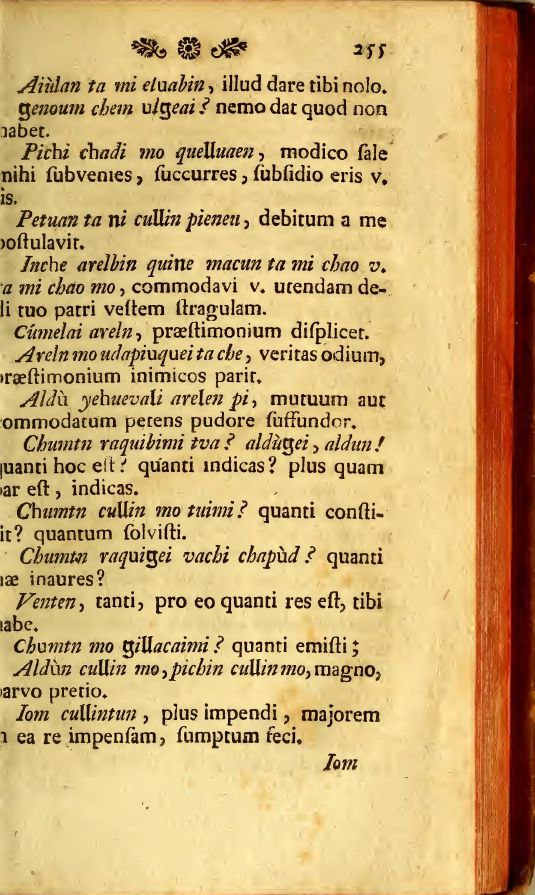 255
Aiùlan ta mi eluabin, illud dare tibi nolo.
genoum chem ulgeai? nemo dat quod non
habet.
Pichi chadi mo quelluaen, modico ſale
mihi ſubvenies, ſuccurres, ſubſidio eris v.
is.
Petuan ta ni cullin pieneu, debitum a me
poſtulavit.
Inche arelbin quine macun ta mi chao v.
ta mi chao mo, commodavi v. utendam de-
di tuo patri veſtem ſtragulam.
Cúmelai areln, præſtimonium diſplicet.
Areln mo udapiuquei ta che, veritas odium,
præſtimonium inimicos parit.
Aldù yehuevali arelen pi, mutuum aut
commodatum petens pudore ſuffundor.
Chumtn raquibimi tva? aldùgei, aldun!
quanti hoc eſt? quanti indicas? plus quam
par eſt, indicas.
Chumtn cullin mo tuimi? quanti conſti-
tit? quantum ſolviſti.
Chumtn raquigei vachi chapùd? quanti
hæ inaures?
Venten, tanti, pro eo quanti res eſt, tibi
habe.
Chumtn mo gillacaimi? quanti emiſti;
Aldùn cullin mo, pichin cullin mo, magno,
parvo pretio.
Iom cullintun, plus impendi, majorem
in ea re impenſam, ſumptum feci.
Iom